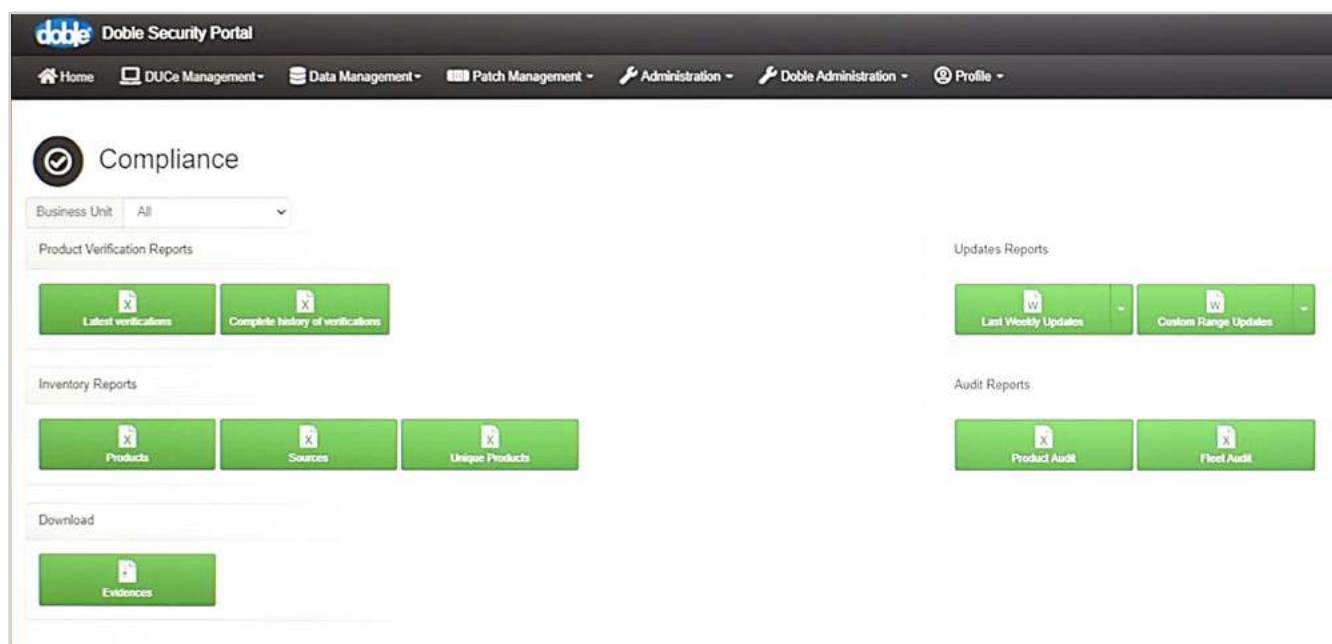 doble Doble Security Portal
Home DUCe Management Data Management Patch Management Administration Doble Administration Profile
Compliance
Business Unit All
Product Verification Reports
Latest verifications
Complete history of verifications
Inventory Reports
Products
Sources
Unique Products
Download
Evidences
Updates Reports
Last Weekly Updates
Custom Range Updates
Audit Reports
Product Audit
Fleet Audit